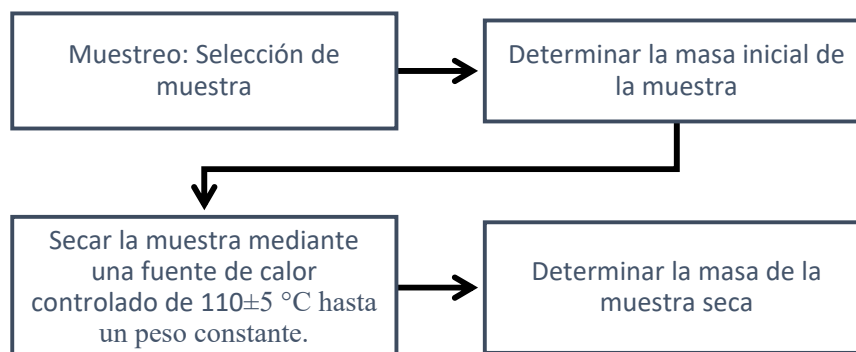 Muestreo: Selección de
muestra
Determinar la masa inicial de
la muestra
Secar la muestra mediante
una fuente de calor
controlado de 110±5 °C hasta
un peso constante.
Determinar la masa de la
muestra seca